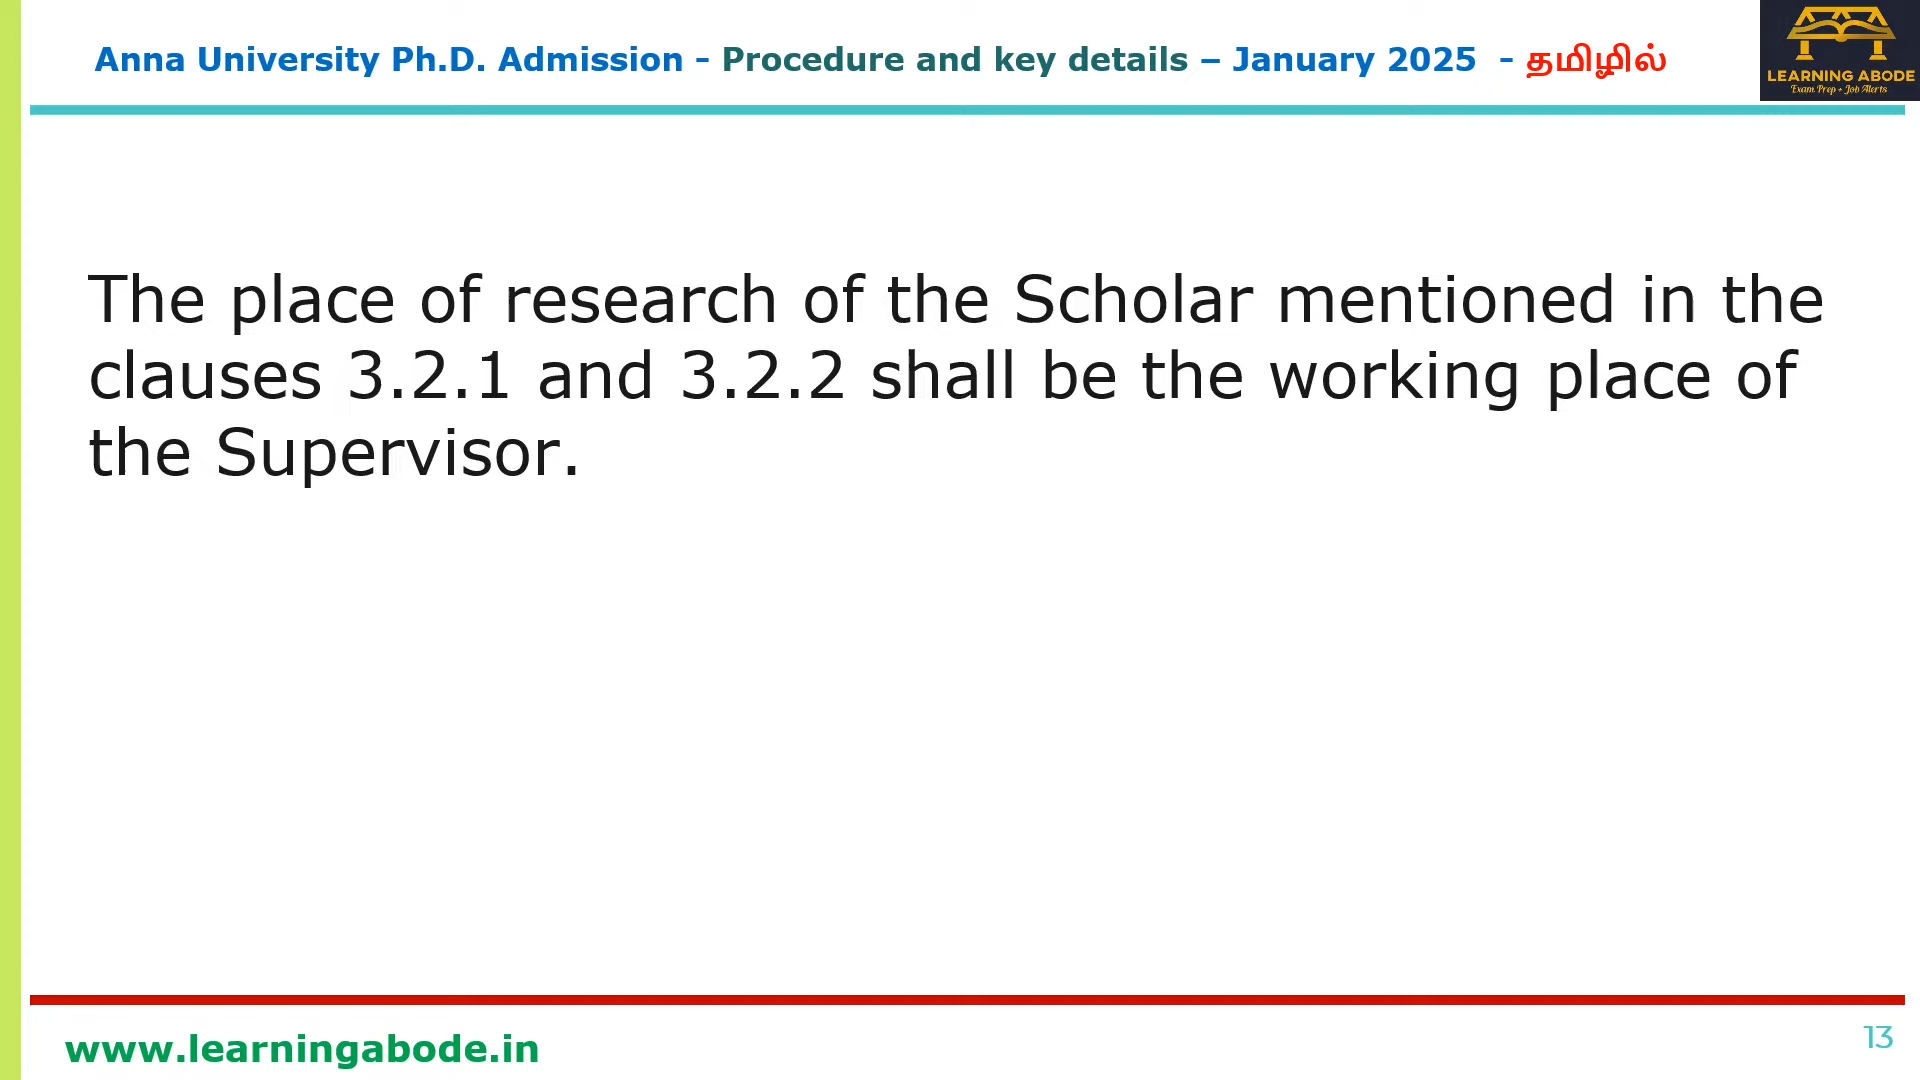 Anna University Ph.D. Admission - Procedure and key details – January 2025 - தமிழில்
LEARNING ABODE
Exam Prep + Job Alerts
The place of research of the Scholar mentioned in the
clauses 3.2.1 and 3.2.2 shall be the working place of
the Supervisor.
www.learningabode.in
13